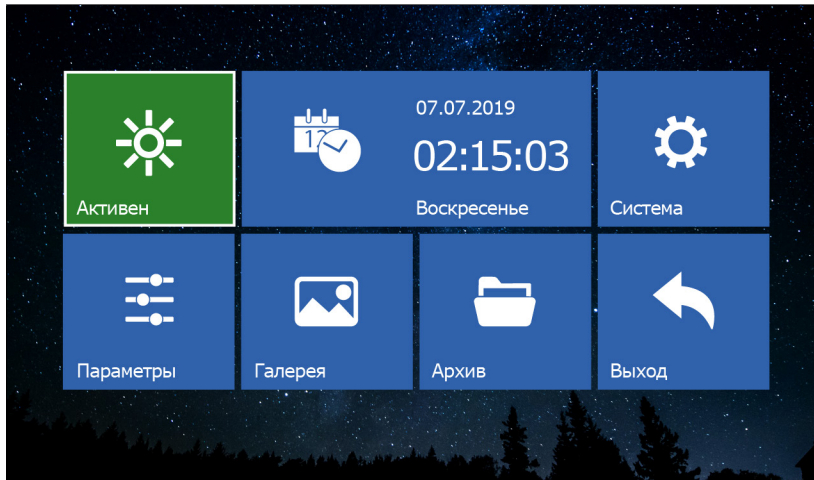 07.07.2019
02:15:03
Активен
Воскресенье
Система
Параметры
Галерея
Архив
Выход